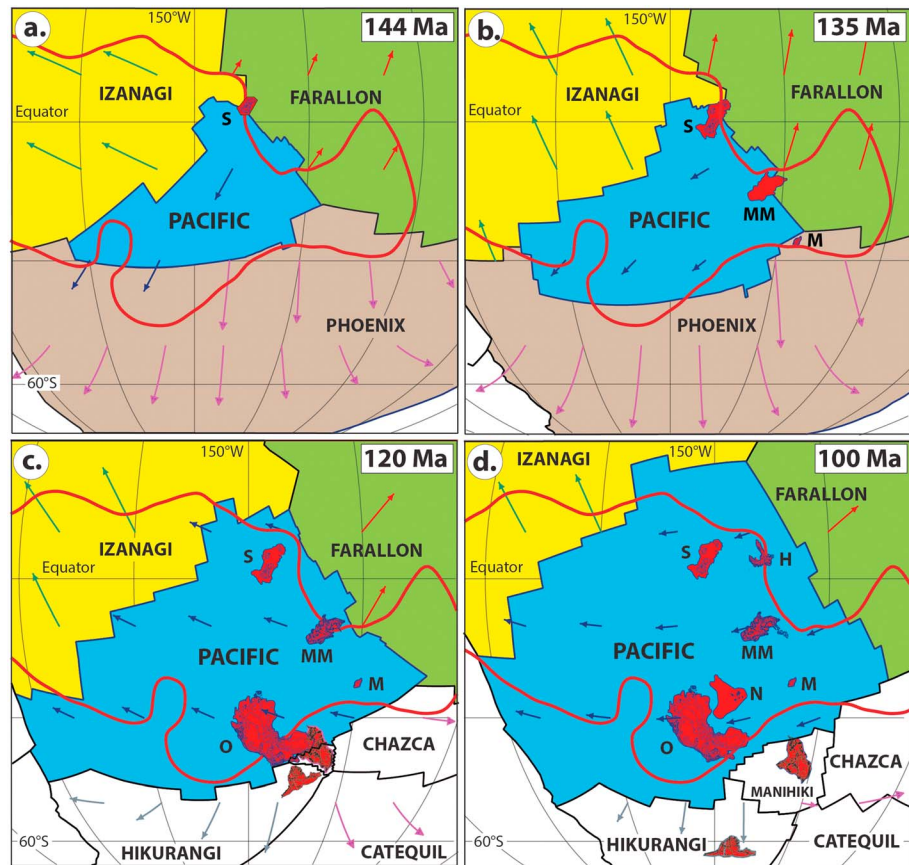 a.
150°W
144 Ma
IZANAGI
FARALLON
Equator
S
PACIFIC
PHOENIX
60°S
b.
150°W
135 Ma
IZANAGI
FARALLON
Equator
S
MM
PACIFIC
M
PHOENIX
c.
150°W
120 Ma
IZANAGI
S
FARALLON
Equator
PACIFIC
MM
M
O
CHAZCA
60°S
HIKURANGI
CATEQUIL
d.
150°W
100 Ma
IZANAGI
FARALLON
S
H
Equator
PACIFIC
MM
N
M
O
CHAZCA
MANIHIKI
60°S
HIKURANGI
CATEQUIL